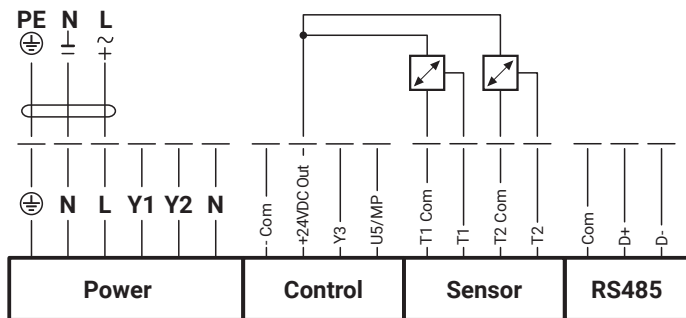 PE N L
N L Y1 Y2 N
- Com
+24VDC Out
Y3
U5/MP
T1 Com
T1
T2 Com
T2
Com
D+
D-
Power
Control
Sensor
RS485